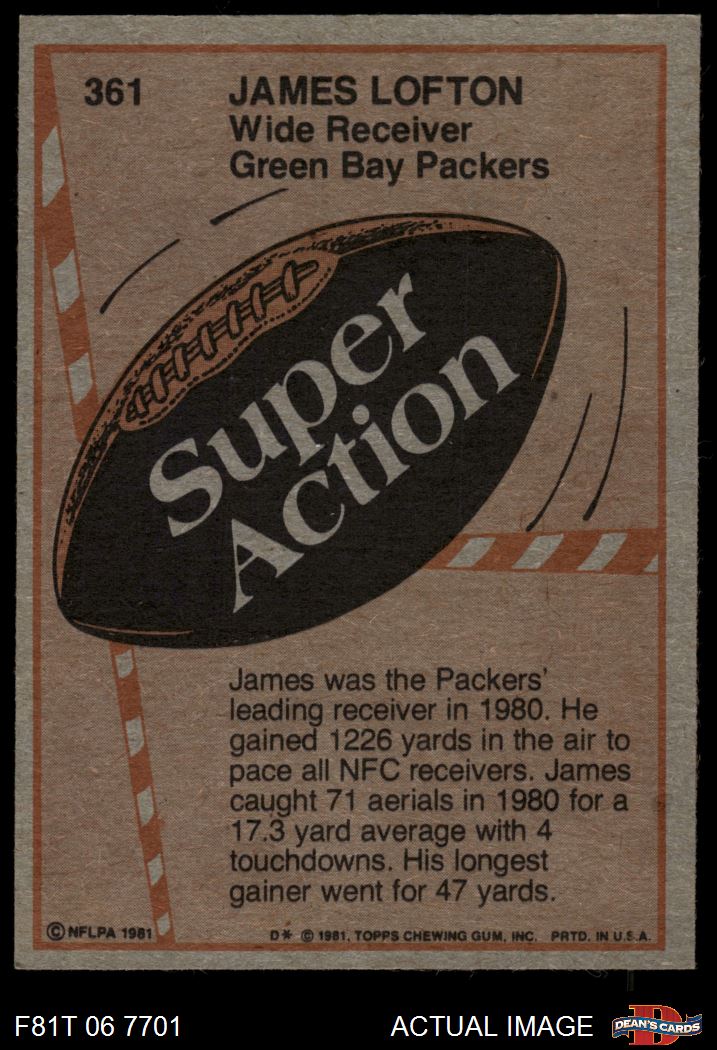 361
JAMES LOFTON
Wide Receiver
Green Bay Packers
Super
Action
James was the Packers'
leading receiver in 1980. He
gained 1226 yards in the air to
pace all NFC receivers. James
caught 71 aerials in 1980 for a
17.3 yard average with 4
touchdowns. His longest
gainer went for 47 yards.
© NFLPA 1981
D* © 1981, TOPPS CHEWING GUM, INC. PRTD. IN U.S.A.
F81T 06 7701
ACTUAL IMAGE
D
DEAN'S CARDS